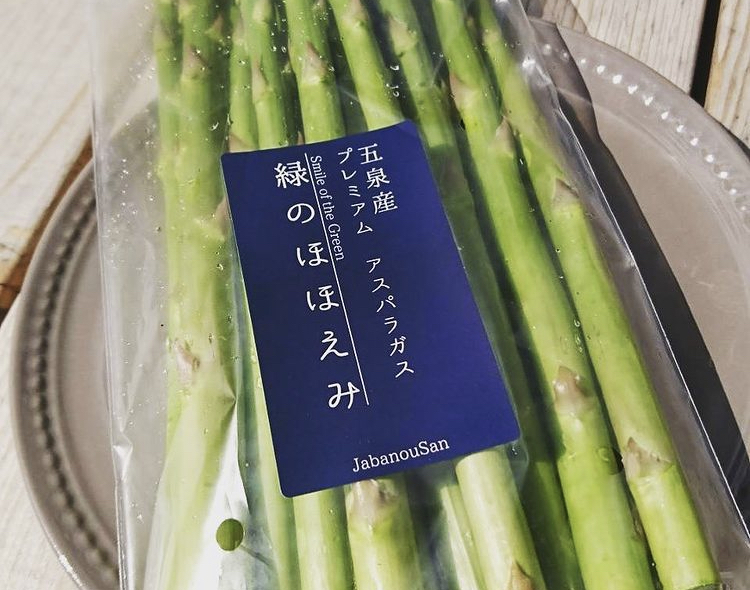 五泉産
プレミアム アスパラガス
Smile of the Green
緑のほほえみ
JabanouSan